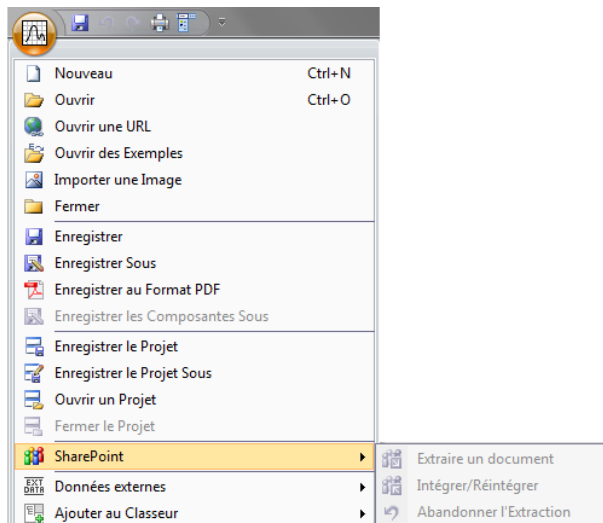 Nouveau Ctrl+N
Ouvrir Ctrl+O
Ouvrir une URL
Ouvrir des Exemples
Importer une Image
Fermer
Enregistrer
Enregistrer Sous
Enregistrer au Format PDF
Enregistrer les Composantes Sous
Enregistrer le Projet
Enregistrer le Projet Sous
Ouvrir un Projet
Fermer le Projet
SharePoint
Extraire un document
EXT DATA Données externes
Intégrer/Réintégrer
Ajouter au Classeur
Abandonner l'Extraction